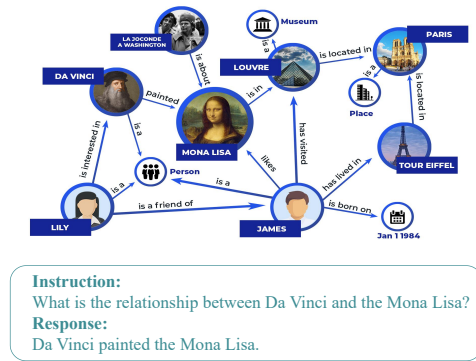 LA JOCONDE
A WASHINGTON
Museum
PARIS
is a
is located in
LOUVRE
is about
DA VINCI
is a
painted
is in
Place
is located in
MONA LISA
is interested in
is a
has visited
TOUR EIFFEL
Person
likes
has lived in
is a
is a
LILY
is a friend of
JAMES
is born on
Jan 1 1984
Instruction:
What is the relationship between Da Vinci and the Mona Lisa?
Response:
Da Vinci painted the Mona Lisa.